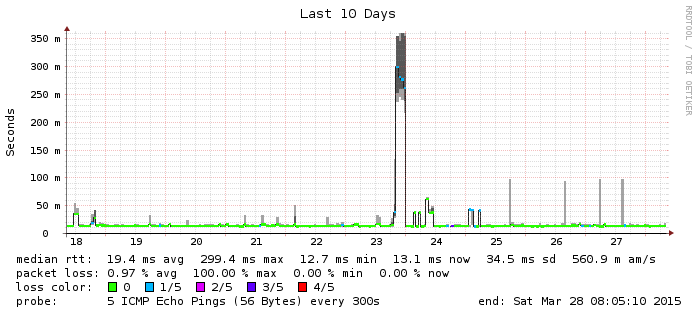 Last 10 Days
RRDTOOL / TOBI OETIKER
Seconds
350 m
300 m
250 m
200 m
150 m
100 m
50 m
0
18 19 20 21 22 23 24 25 26 27
median rtt: 19.4 ms avg 299.4 ms max 12.7 ms min 13.1 ms now 34.5 ms sd 560.9 m am/s
packet loss: 0.97 % avg 100.00 % max 0.00 % min 0.00 % now
loss color: 0 1/5 2/5 3/5 4/5
probe: 5 ICMP Echo Pings (56 Bytes) every 300s end: Sat Mar 28 08:05:10 2015